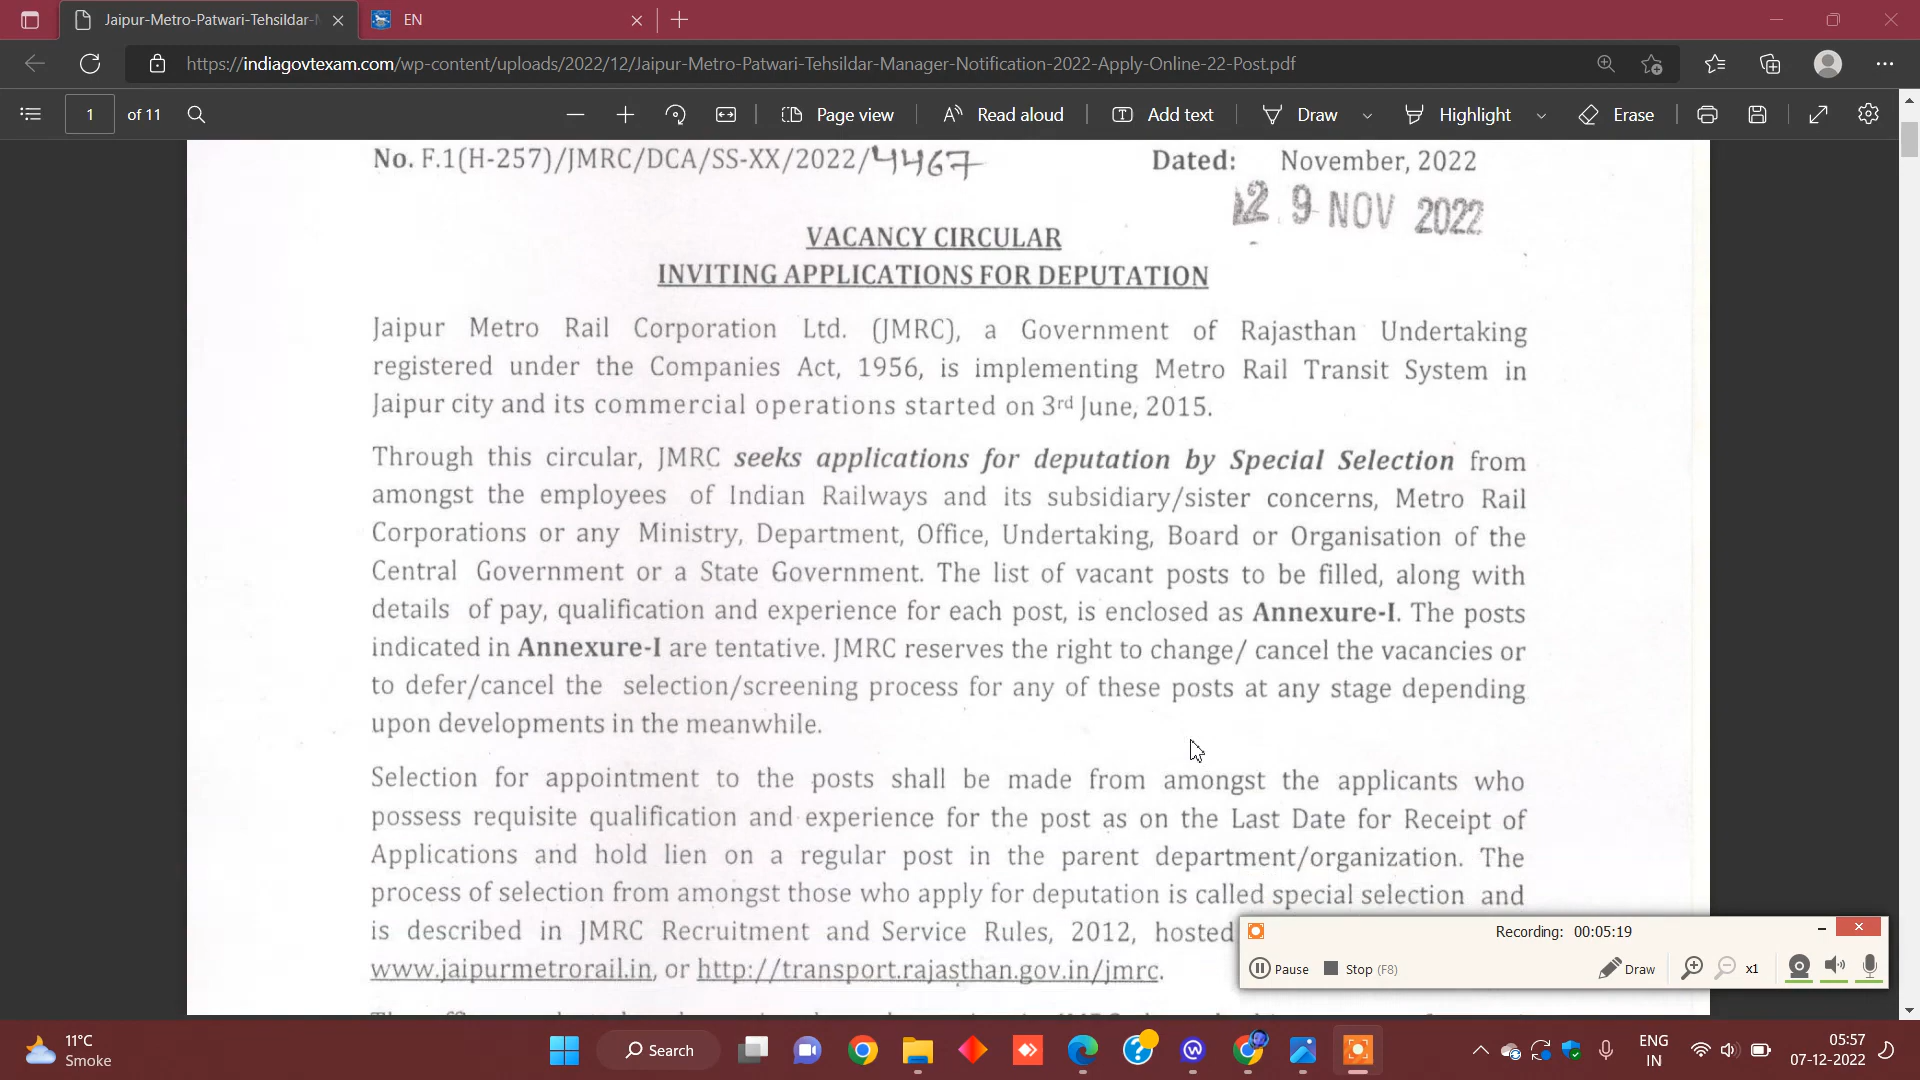 Jaipur-Metro-Patwari-Tehsildar-
EN
https://indiagovtexam.com/wp-content/uploads/2022/12/Jaipur-Metro-Patwari-Tehsildar-Manager-Notification-2022-Apply-Online-22-Post.pdf
1 of 11
Page view
Read aloud
Add text
Draw
Highlight
Erase
No. F.1(H-257)/JMRC/DCA/SS-XX/2022/4467 Dated: November, 2022
29 NOV 2022
VACANCY CIRCULAR
INVITING APPLICATIONS FOR DEPUTATION
Jaipur Metro Rail Corporation Ltd. (JMRC), a Government of Rajasthan Undertaking
registered under the Companies Act, 1956, is implementing Metro Rail Transit System in
Jaipur city and its commercial operations started on 3rd June, 2015.
Through this circular, JMRC seeks applications for deputation by Special Selection from
amongst the employees of Indian Railways and its subsidiary/sister concerns, Metro Rail
Corporations or any Ministry, Department, Office, Undertaking, Board or Organisation of the
Central Government or a State Government. The list of vacant posts to be filled, along with
details of pay, qualification and experience for each post, is enclosed as Annexure-I. The posts
indicated in Annexure-I are tentative. JMRC reserves the right to change/ cancel the vacancies or
to defer/cancel the selection/screening process for any of these posts at any stage depending
upon developments in the meanwhile.
Selection for appointment to the posts shall be made from amongst the applicants who
possess requisite qualification and experience for the post as on the Last Date for Receipt of
Applications and hold lien on a regular post in the parent department/organization. The
process of selection from amongst those who apply for deputation is called special selection and
is described in JMRC Recruitment and Service Rules, 2012, hosted
www.jaipurmetrorail.in, or http://transport.rajasthan.gov.in/jmrc.
Recording: 00:05:19
Pause
Stop (F8)
Draw
x1
11°C
Smoke
Search
ENG
IN
05:57
07-12-2022